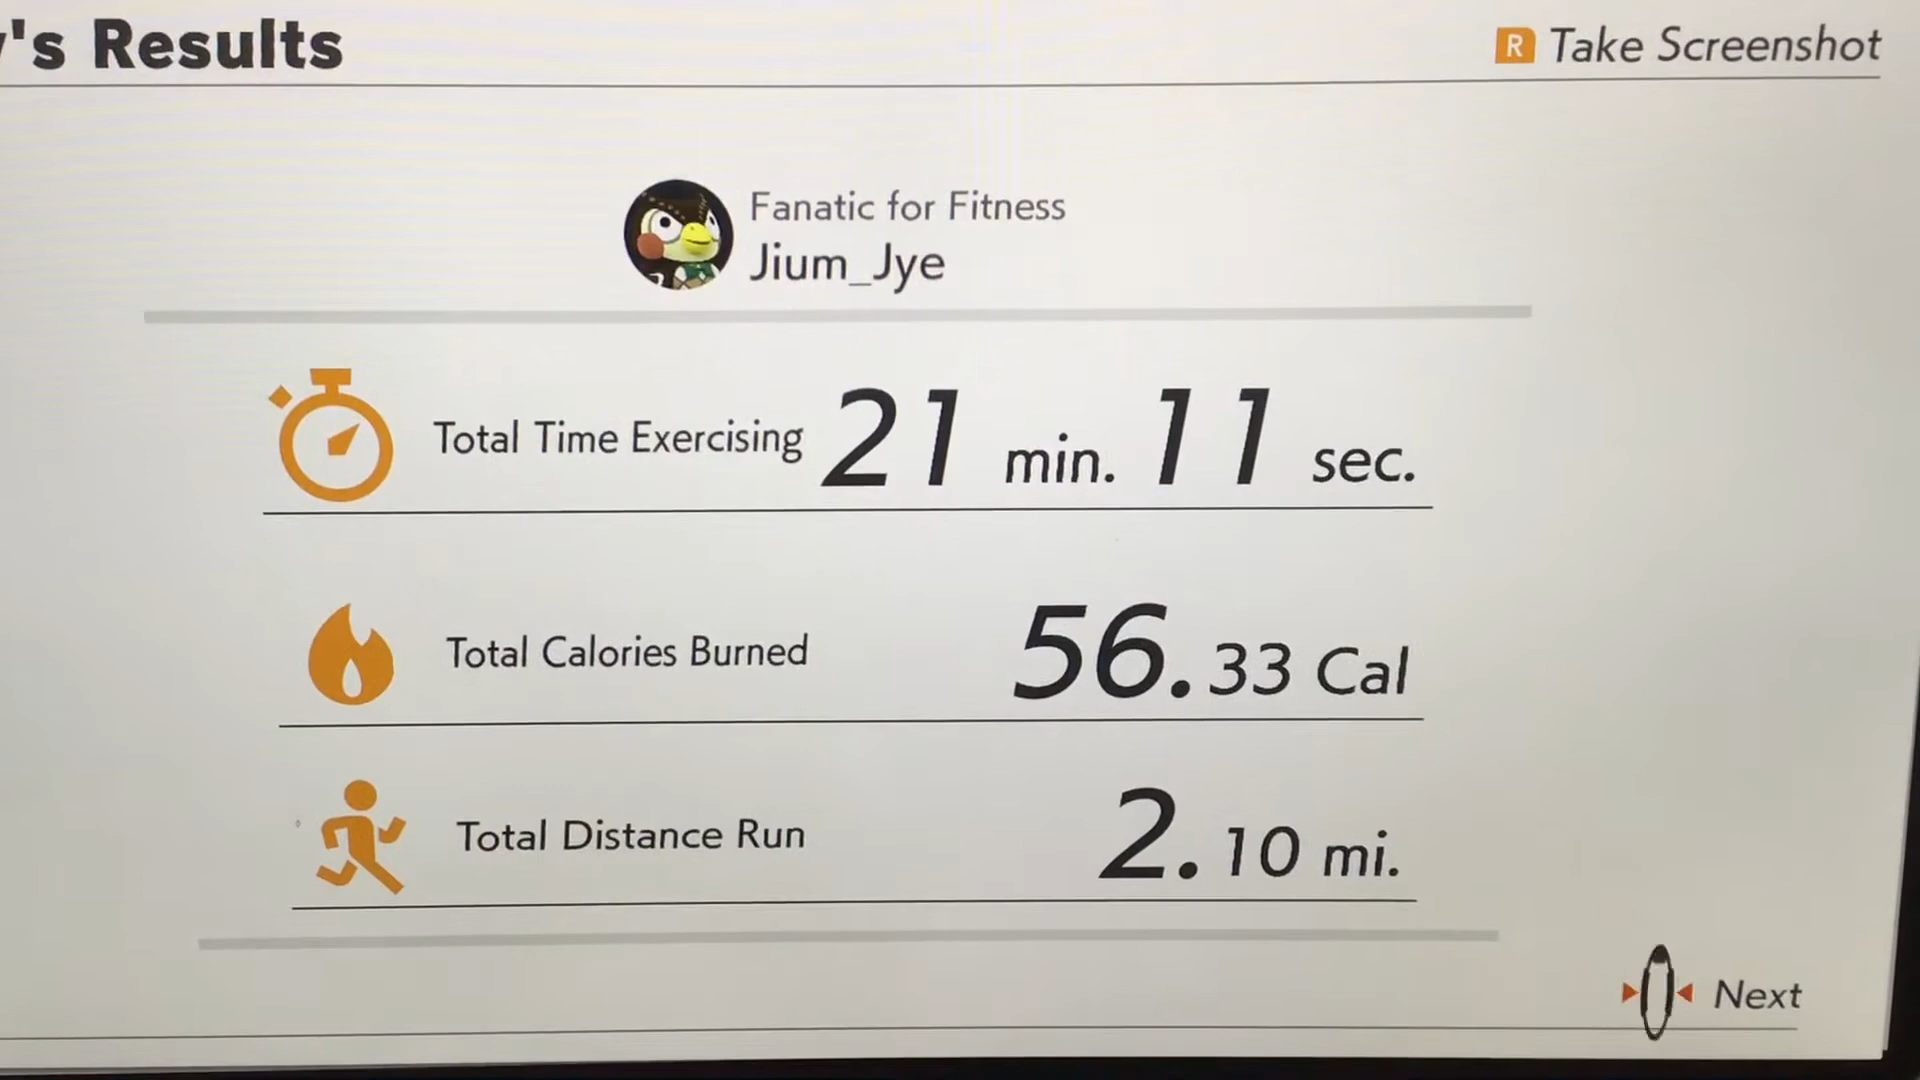 's Results
R Take Screenshot
Fanatic for Fitness
Jium_Jye
Total Time Exercising 21 min. 11 sec.
Total Calories Burned 56.33 Cal
Total Distance Run 2.10 mi.
Next